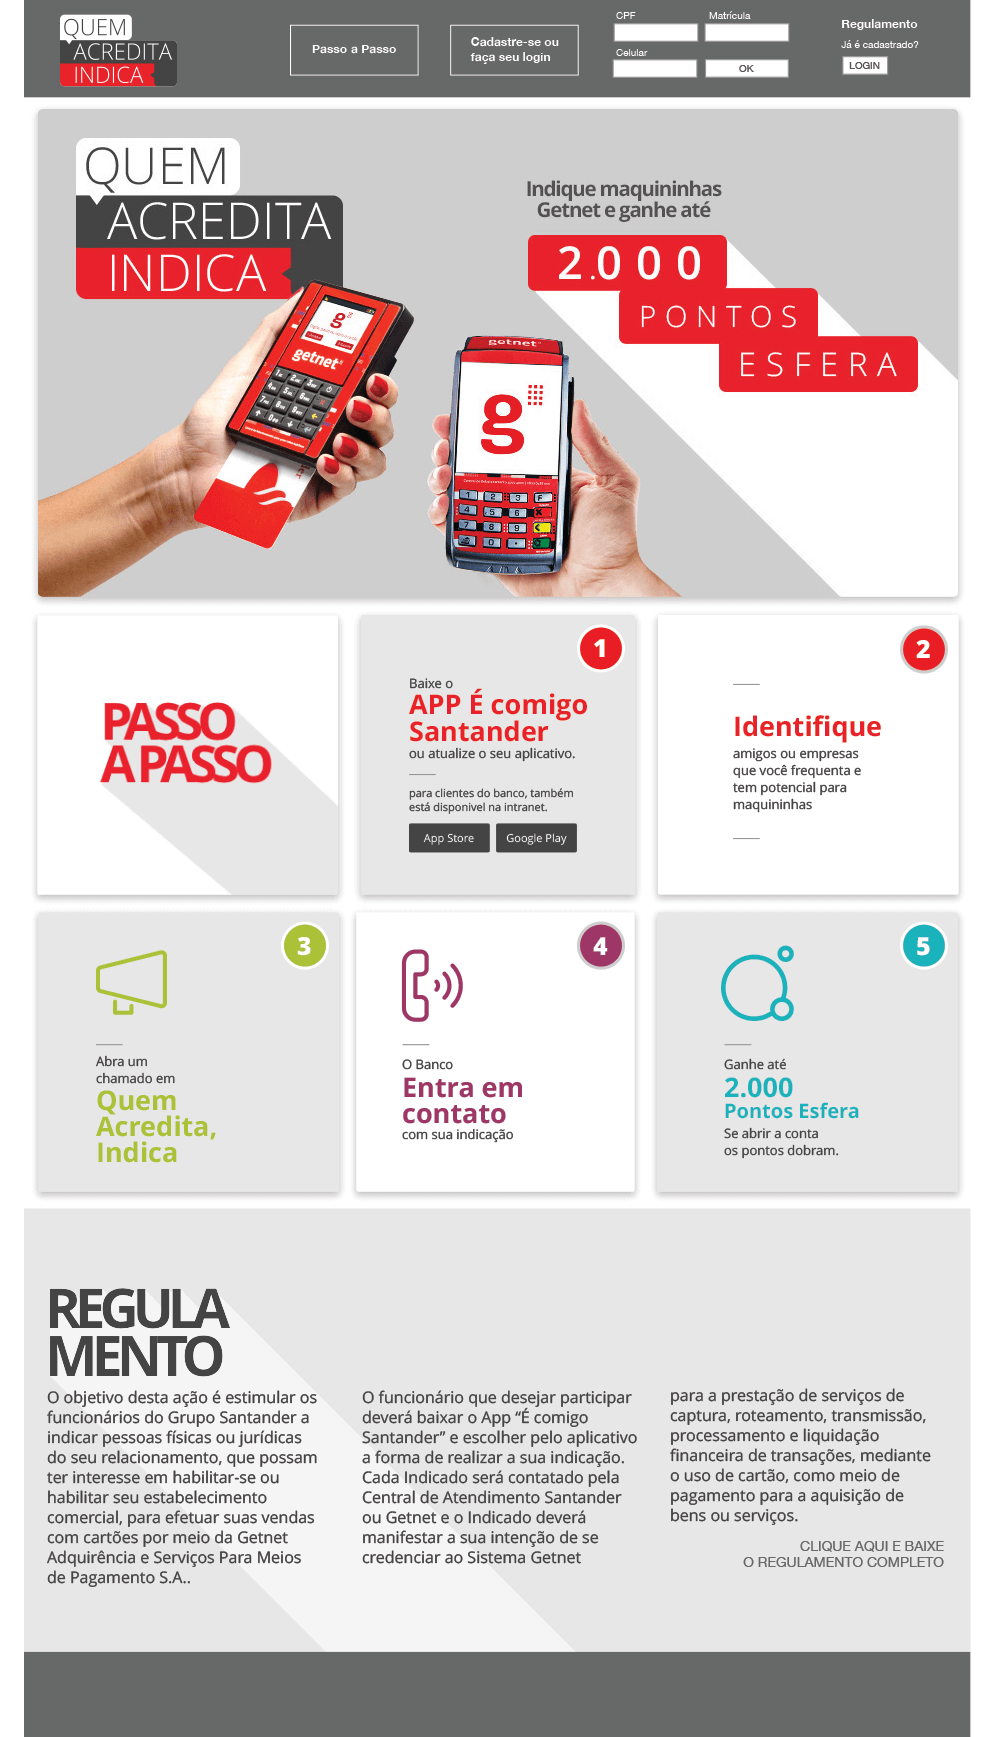 QUEM
ACREDITA
INDICA
Passo a Passo
Cadastre-se ou
faça seu login
CPF
Matrícula
Celular
OK
Regulamento
Já é cadastrado?
LOGIN
QUEM
ACREDITA
INDICA
Indique maquininhas
Getnet e ganhe até
2.000
PONTOS
ESFERA
g
getnet
getnet
g
1 2 3 F
4 5 6 X
7 8 9
0
PASSO
A PASSO
1
Baixe o
APP É comigo
Santander
ou atualize o seu aplicativo.
para clientes do banco, também
está disponivel na intranet.
App Store
Google Play
2
Identifique
amigos ou empresas
que você frequenta e
tem potencial para
maquininhas
3
Abra um
chamado em
Quem
Acredita,
Indica
4
O Banco
Entra em
contato
com sua indicação
5
Ganhe até
2.000
Pontos Esfera
Se abrir a conta
os pontos dobram.
REGULA
MENTO
O objetivo desta ação é estimular os
funcionários do Grupo Santander a
indicar pessoas físicas ou jurídicas
do seu relacionamento, que possam
ter interesse em habilitar-se ou
habilitar seu estabelecimento
comercial, para efetuar suas vendas
com cartões por meio da Getnet
Adquirência e Serviços Para Meios
de Pagamento S.A..
O funcionário que desejar participar
deverá baixar o App “É comigo
Santander” e escolher pelo aplicativo
a forma de realizar a sua indicação.
Cada Indicado será contatado pela
Central de Atendimento Santander
ou Getnet e o Indicado deverá
manifestar a sua intenção de se
credenciar ao Sistema Getnet
para a prestação de serviços de
captura, roteamento, transmissão,
processamento e liquidação
financeira de transações, mediante
o uso de cartão, como meio de
pagamento para a aquisição de
bens ou serviços.
CLIQUE AQUI E BAIXE
O REGULAMENTO COMPLETO